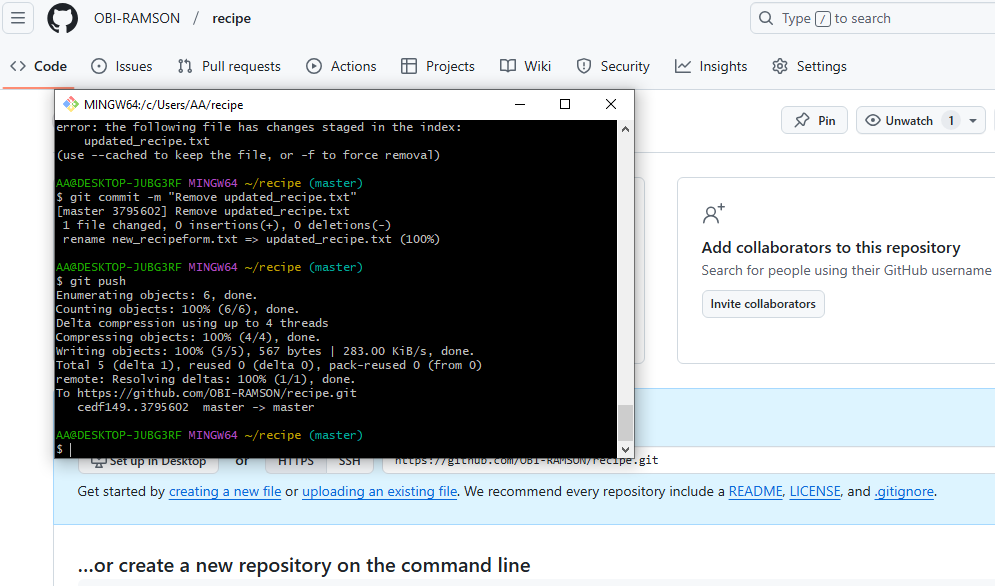 OBI-RAMSON / recipe
Type / to search
Code Issues Pull requests Actions Projects Wiki Security Insights Settings
MINGW64:/c/Users/AA/recipe
Pin Unwatch 1
error: the following file has changes staged in the index:
updated_recipe.txt
(use --cached to keep the file, or -f to force removal)
AA@DESKTOP-JUBG3RF MINGW64 ~/recipe (master)
$ git commit -m "Remove updated_recipe.txt"
[master 3795602] Remove updated_recipe.txt
1 file changed, 0 insertions(+), 0 deletions(-)
rename new_recipeform.txt => updated_recipe.txt (100%)
AA@DESKTOP-JUBG3RF MINGW64 ~/recipe (master)
$ git push
Enumerating objects: 6, done.
Counting objects: 100% (6/6), done.
Delta compression using up to 4 threads
Compressing objects: 100% (4/4), done.
Writing objects: 100% (5/5), 567 bytes | 283.00 KiB/s, done.
Total 5 (delta 1), reused 0 (delta 0), pack-reused 0 (from 0)
remote: Resolving deltas: 100% (1/1), done.
To https://github.com/OBI-RAMSON/recipe.git
cedf149..3795602 master -> master
AA@DESKTOP-JUBG3RF MINGW64 ~/recipe (master)
$
Add collaborators to this repository
Search for people using their GitHub username
Invite collaborators
Set up in Desktop or HTTPS SSH https://github.com/OBI-RAMSON/recipe.git
Get started by creating a new file or uploading an existing file. We recommend every repository include a README, LICENSE, and .gitignore.
...or create a new repository on the command line